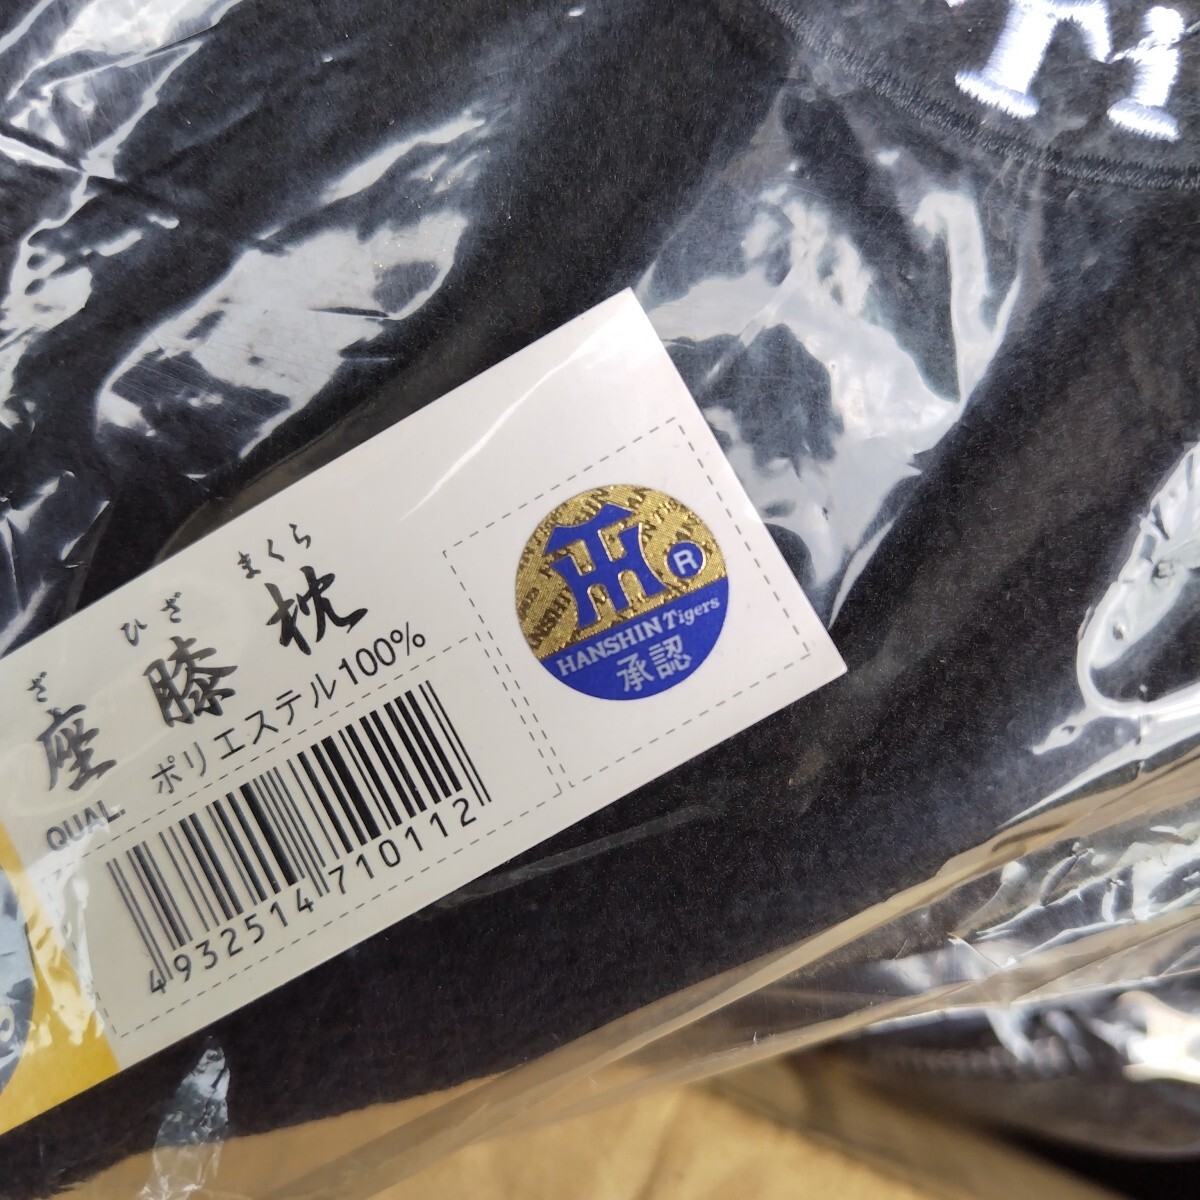 ざ ひざ まくら
座 膝 枕
QUAL. ポリエステル100%
4932514710112
R
HANSHIN Tigers
承認